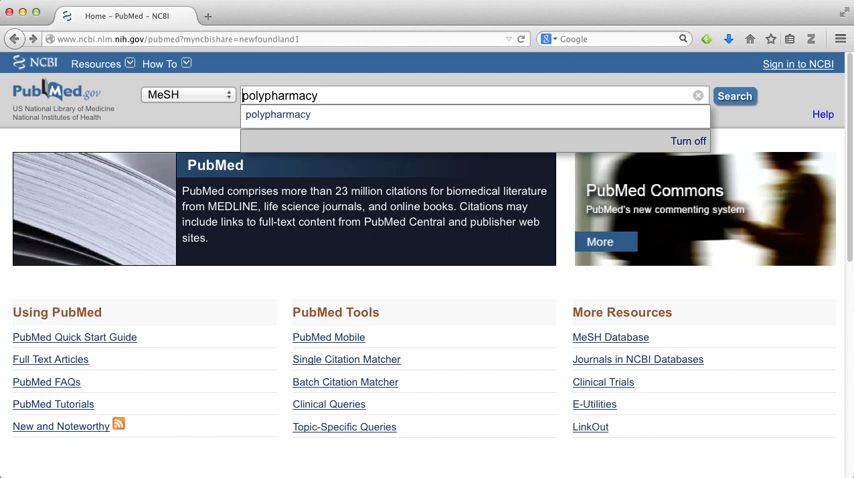 Home – PubMed – NCBI
www.ncbi.nlm.nih.gov/pubmed?myncbishare=newfoundland1
Google
NCBI Resources How To Sign in to NCBI
PubMed.gov
US National Library of Medicine
National Institutes of Health
MeSH
polypharmacy
Search
polypharmacy
Help
Turn off
PubMed
PubMed comprises more than 23 million citations for biomedical literature
from MEDLINE, life science journals, and online books. Citations may
include links to full-text content from PubMed Central and publisher web
sites.
PubMed Commons
PubMed's new commenting system
More
Using PubMed
PubMed Quick Start Guide
Full Text Articles
PubMed FAQs
PubMed Tutorials
New and Noteworthy
PubMed Tools
PubMed Mobile
Single Citation Matcher
Batch Citation Matcher
Clinical Queries
Topic-Specific Queries
More Resources
MeSH Database
Journals in NCBI Databases
Clinical Trials
E-Utilities
LinkOut